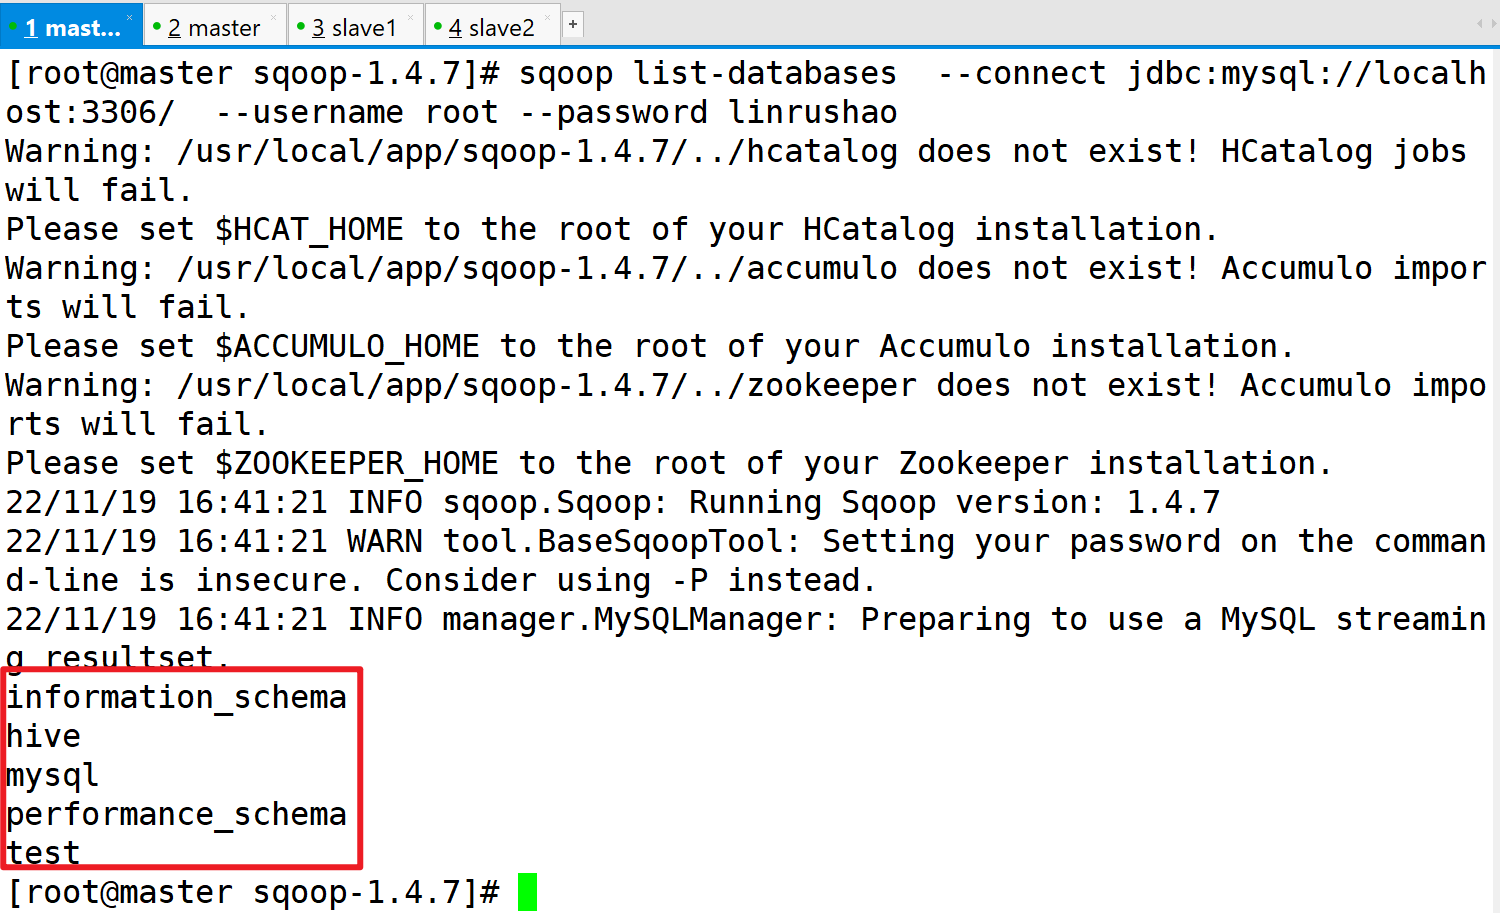 1 mast... × 2 master × 3 slave1 × 4 slave2 × +
[root@master sqoop-1.4.7]# sqoop list-databases  --connect jdbc:mysql://localh
ost:3306/  --username root --password linrushao
Warning: /usr/local/app/sqoop-1.4.7/../hcatalog does not exist! HCatalog jobs
will fail.
Please set $HCAT_HOME to the root of your HCatalog installation.
Warning: /usr/local/app/sqoop-1.4.7/../accumulo does not exist! Accumulo impor
ts will fail.
Please set $ACCUMULO_HOME to the root of your Accumulo installation.
Warning: /usr/local/app/sqoop-1.4.7/../zookeeper does not exist! Accumulo impo
rts will fail.
Please set $ZOOKEEPER_HOME to the root of your Zookeeper installation.
22/11/19 16:41:21 INFO sqoop.Sqoop: Running Sqoop version: 1.4.7
22/11/19 16:41:21 WARN tool.BaseSqoopTool: Setting your password on the comman
d-line is insecure. Consider using -P instead.
22/11/19 16:41:21 INFO manager.MySQLManager: Preparing to use a MySQL streamin
g resultset.
information_schema
hive
mysql
performance_schema
test
[root@master sqoop-1.4.7]#